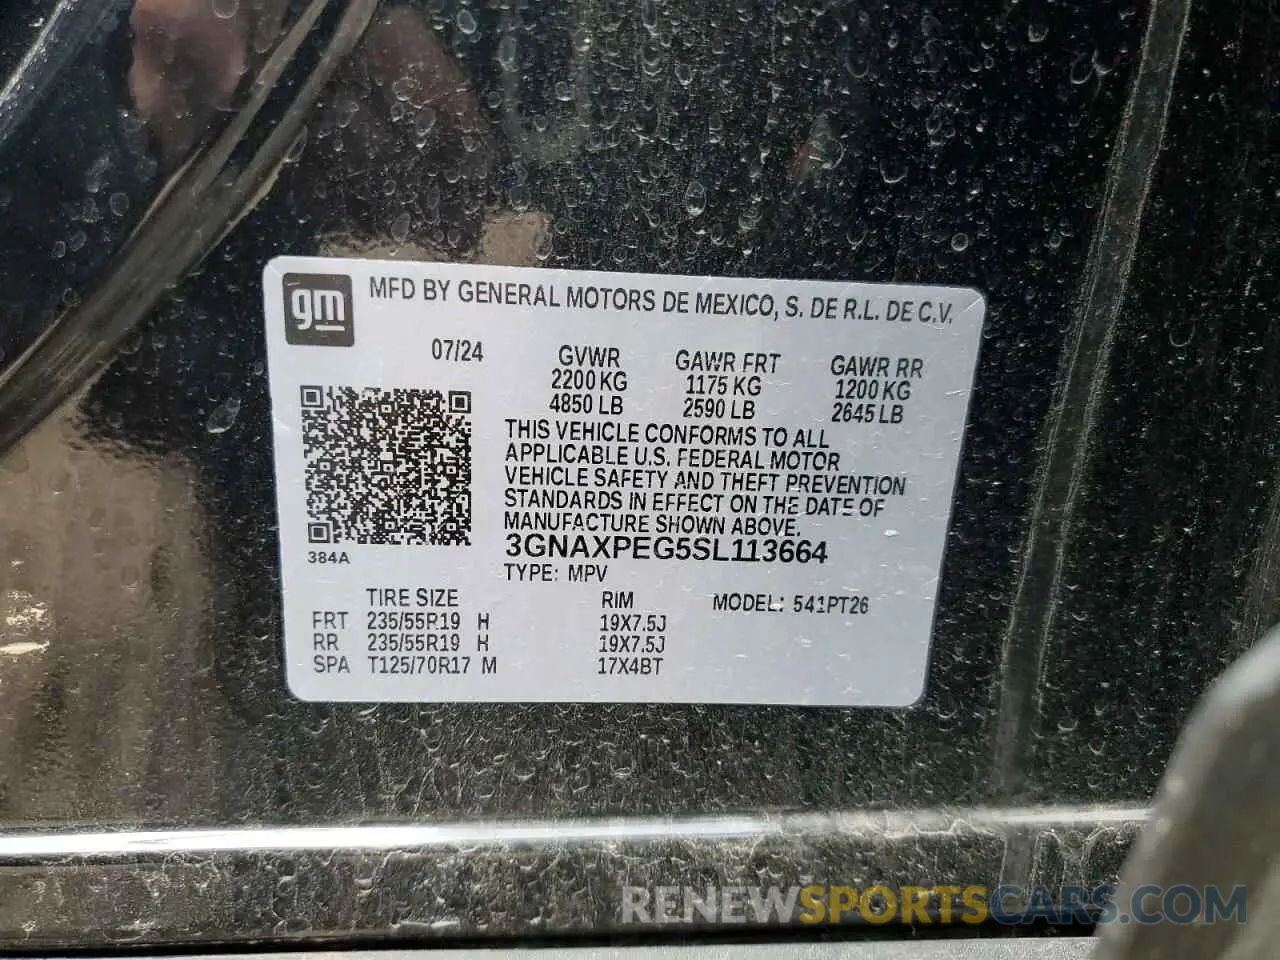 gm
MFD BY GENERAL MOTORS DE MEXICO, S. DE R.L. DE C.V.
07/24
GVWR GAWR FRT GAWR RR
2200 KG 1175 KG 1200 KG
4850 LB 2590 LB 2645 LB
THIS VEHICLE CONFORMS TO ALL
APPLICABLE U.S. FEDERAL MOTOR
VEHICLE SAFETY AND THEFT PREVENTION
STANDARDS IN EFFECT ON THE DATE OF
MANUFACTURE SHOWN ABOVE.
3GNAXPEG5SL113664
384A
TYPE: MPV
TIRE SIZE RIM MODEL: 541PT26
FRT 235/55R19 H 19X7.5J
RR 235/55R19 H 19X7.5J
SPA T125/70R17 M 17X4BT
RENEWSPORTSCARS.COM